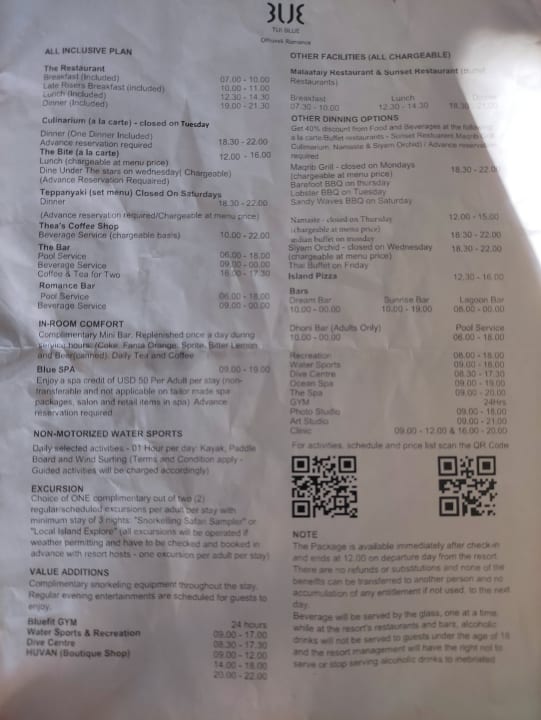 BLUE
TUI BLUE
Olhuveli Romance
ALL INCLUSIVE PLAN
The Restaurant
Breakfast (Included) 07.00 - 10.00
Late Risers Breakfast (included) 10.00 - 11.00
Lunch (Included) 12.30 - 14.30
Dinner (Included) 19.00 - 21.30
Culinarium (a la carte) - closed on Tuesday
Dinner (One Dinner Included) 18.30 - 22.00
Advance reservation required
The Bite (a la carte) 12.00 - 16.00
Lunch (chargeable at menu price)
Dine Under The stars on wednesday( Chargeable)
(Advance Reservation Requaired)
Teppanyaki (set menu) Closed On Saturdays
Dinner 18.30 - 22.00
(Advance reservation required/Chargeable at menu price)
Thea's Coffee Shop
Beverage Service (chargeable basis) 10.00 - 22.00
The Bar
Pool Service 06.00 - 18.00
Beverage Service 09.00 - 00.00
Coffee & Tea for Two 16.00 - 17.30
Romance Bar
Pool Service 06.00 - 18.00
Beverage Service 09.00 - 00.00
IN-ROOM COMFORT
Complimentary Mini Bar. Replenished once a day during
service hours. (Coke, Fanta Orange, Sprite, Bitter Lemon
and Beer(canned). Daily Tea and Coffee
Blue SPA 09.00 - 19.00
Enjoy a spa credit of USD 50 Per Adult per stay (non-
transferable and not applicable on tailor made spa
packages, salon and retail items in spa) Advance
reservation required
NON-MOTORIZED WATER SPORTS
Daily selected activities - 01 Hour per day: Kayak, Paddle
Board and Wind Surfing (Terms and Condition apply -
Guided activities will be charged accordingly)
EXCURSION
Choice of ONE complimentary out of two (2)
regular/scheduled excursions per adult per stay with
minimum stay of 3 nights: "Snorkelling Safari Sampler" or
"Local Island Explore" (all excursions will be operated if
weather permitting and have to be checked and booked in
advance with resort hosts - one excursion per adult per stay)
VALUE ADDITIONS
Complimentary snorkeling equipment throughout the stay.
Regular evening entertainments are scheduled for guests to
enjoy.
Bluefit GYM 24 hours
Water Sports & Recreation 09.00 - 17.00
Dive Centre 08.30 - 17.30
HUVAN (Boutique Shop) 09.00 - 12.00
14.00 - 18.00
20.00 - 22.00
OTHER FACILITIES (ALL CHARGEABLE)
Malaafaiy Restaurant & Sunset Restaurant (Buffet
Restaurants)
Breakfast Lunch Dinner
07.30 - 10.00 12.30 - 14.30 18.30 - 21.00
OTHER DINNING OPTIONS
Get 40% discount from Food and Beverages at the following
a la carte/Buffet restaurants - Sunset Restuarant Maqrib Grill
Culinarium, Namaste & Siyam Orchid) / Advance reservation
required
Maqrib Grill - closed on Mondays 18.30 - 22.00
(chargeable at menu price)
Barefoot BBQ on thursday
Lobster BBQ on Tuesday
Sandy Waves BBQ on Saturday
Namaste - closed on Thursday 12.00 - 15.00
(chargeable at menu price)
indian buffet on monday 18.30 - 22.00
Siyam Orchid - closed on Wednesday 18.30 - 22.00
(chargeable at menu price)
Thai Buffet on Friday
Island Pizza 12.30 - 16.00
Bars
Dream Bar Sunrise Bar Lagoon Bar
10.00 - 00.00 10.00 - 19.00 08.00 - 00.00
Dhoni Bar (Adults Only) Pool Service
10.00 - 00.00 06.00 - 18.00
Recreation 08.00 - 18.00
Water Sports 09.00 - 18.00
Dive Centre 08.30 - 17.30
Ocean Spa 09.00 - 19.00
The Spa 09.00 - 20.00
GYM 24Hrs
Photo Studio 09.00 - 18.00
Art Studio 09.00 - 21.00
Clinic 09.00 - 12.00 & 16.00 - 20.00
For activities, schedule and price list scan the QR Code
NOTE
The Package is available immediately after check-in
and ends at 12.00 on departure day from the resort.
There are no refunds or substitutions and none of the
benefits can be transferred to another person and no
accumulation of any entitlement if not used, to the next
day.
Beverage will be served by the glass, one at a time,
while at the resort's restaurants and bars, alcoholic
drinks will not be served to guests under the age of 18
and the resort management will have the right not to
serve or stop serving alcoholic drinks to inebriated